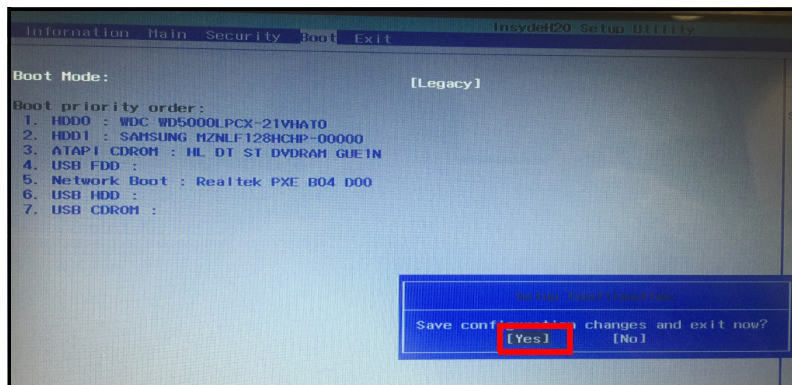 InsydeH20 Setup Utility
Information Main Security Boot Exit
Boot Mode: [Legacy]
Boot priority order:
1. HDD0 : WDC WD5000LPCX-21VHAT0
2. HDD1 : SAMSUNG MZNLF128HCHP-00000
3. ATAPI CDROM : HL DT ST DVDRAM GUE1N
4. USB FDD :
5. Network Boot : Realtek PXE B04 D00
6. USB HDD :
7. USB CDROM :
Save configuration changes and exit now?
[Yes] [No]